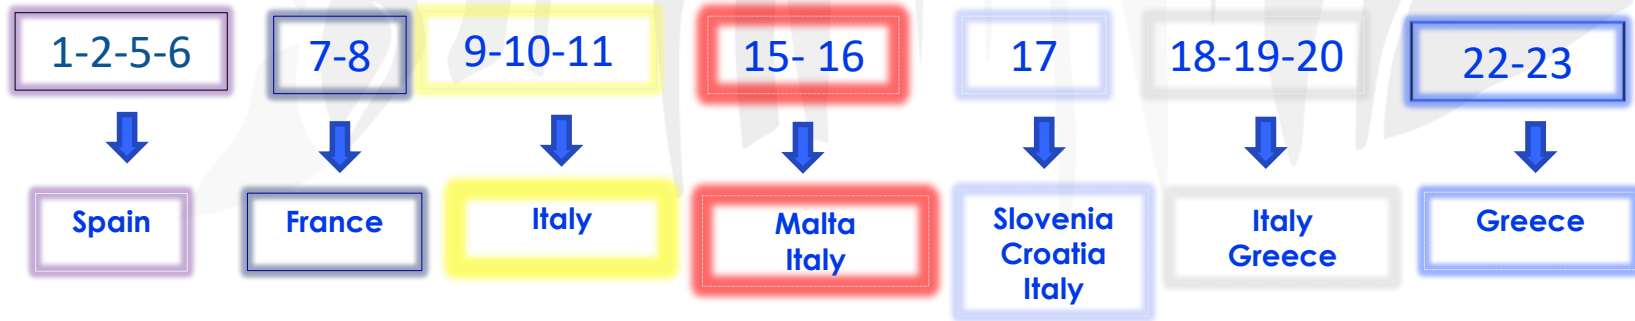 1-2-5-6
7-8
9-10-11
15- 16
17
18-19-20
22-23
Spain
France
Italy
Malta
Italy
Slovenia
Croatia
Italy
Italy
Greece
Greece